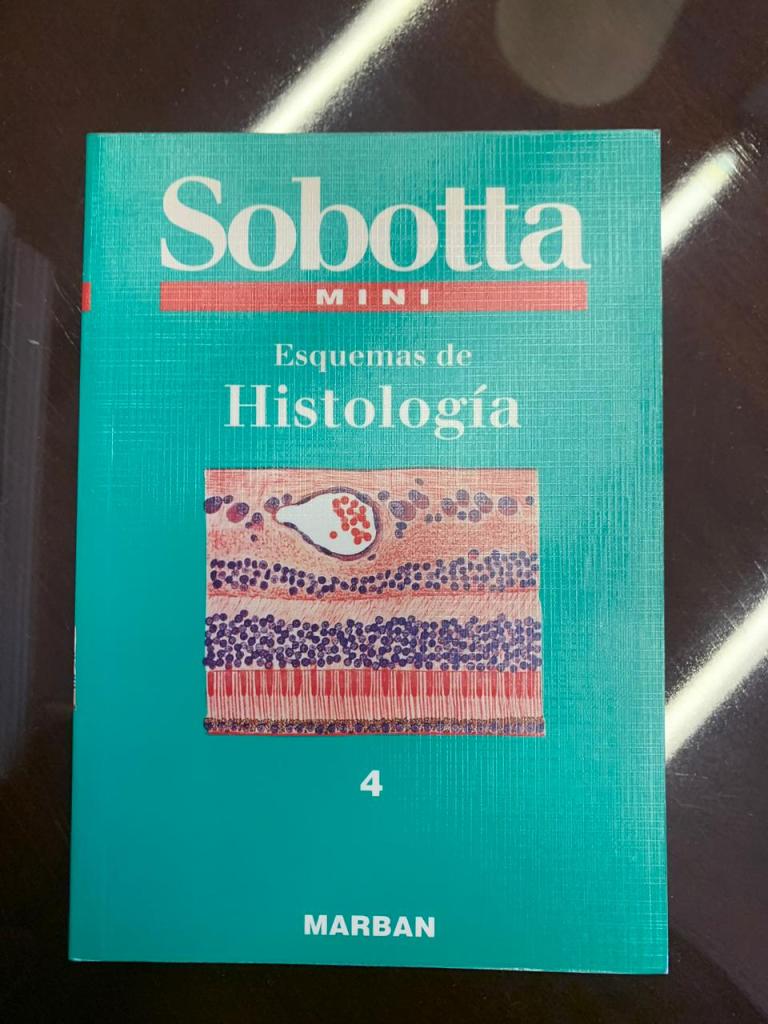 Sobotta
MINI
Esquemas de
Histología
4
MARBAN